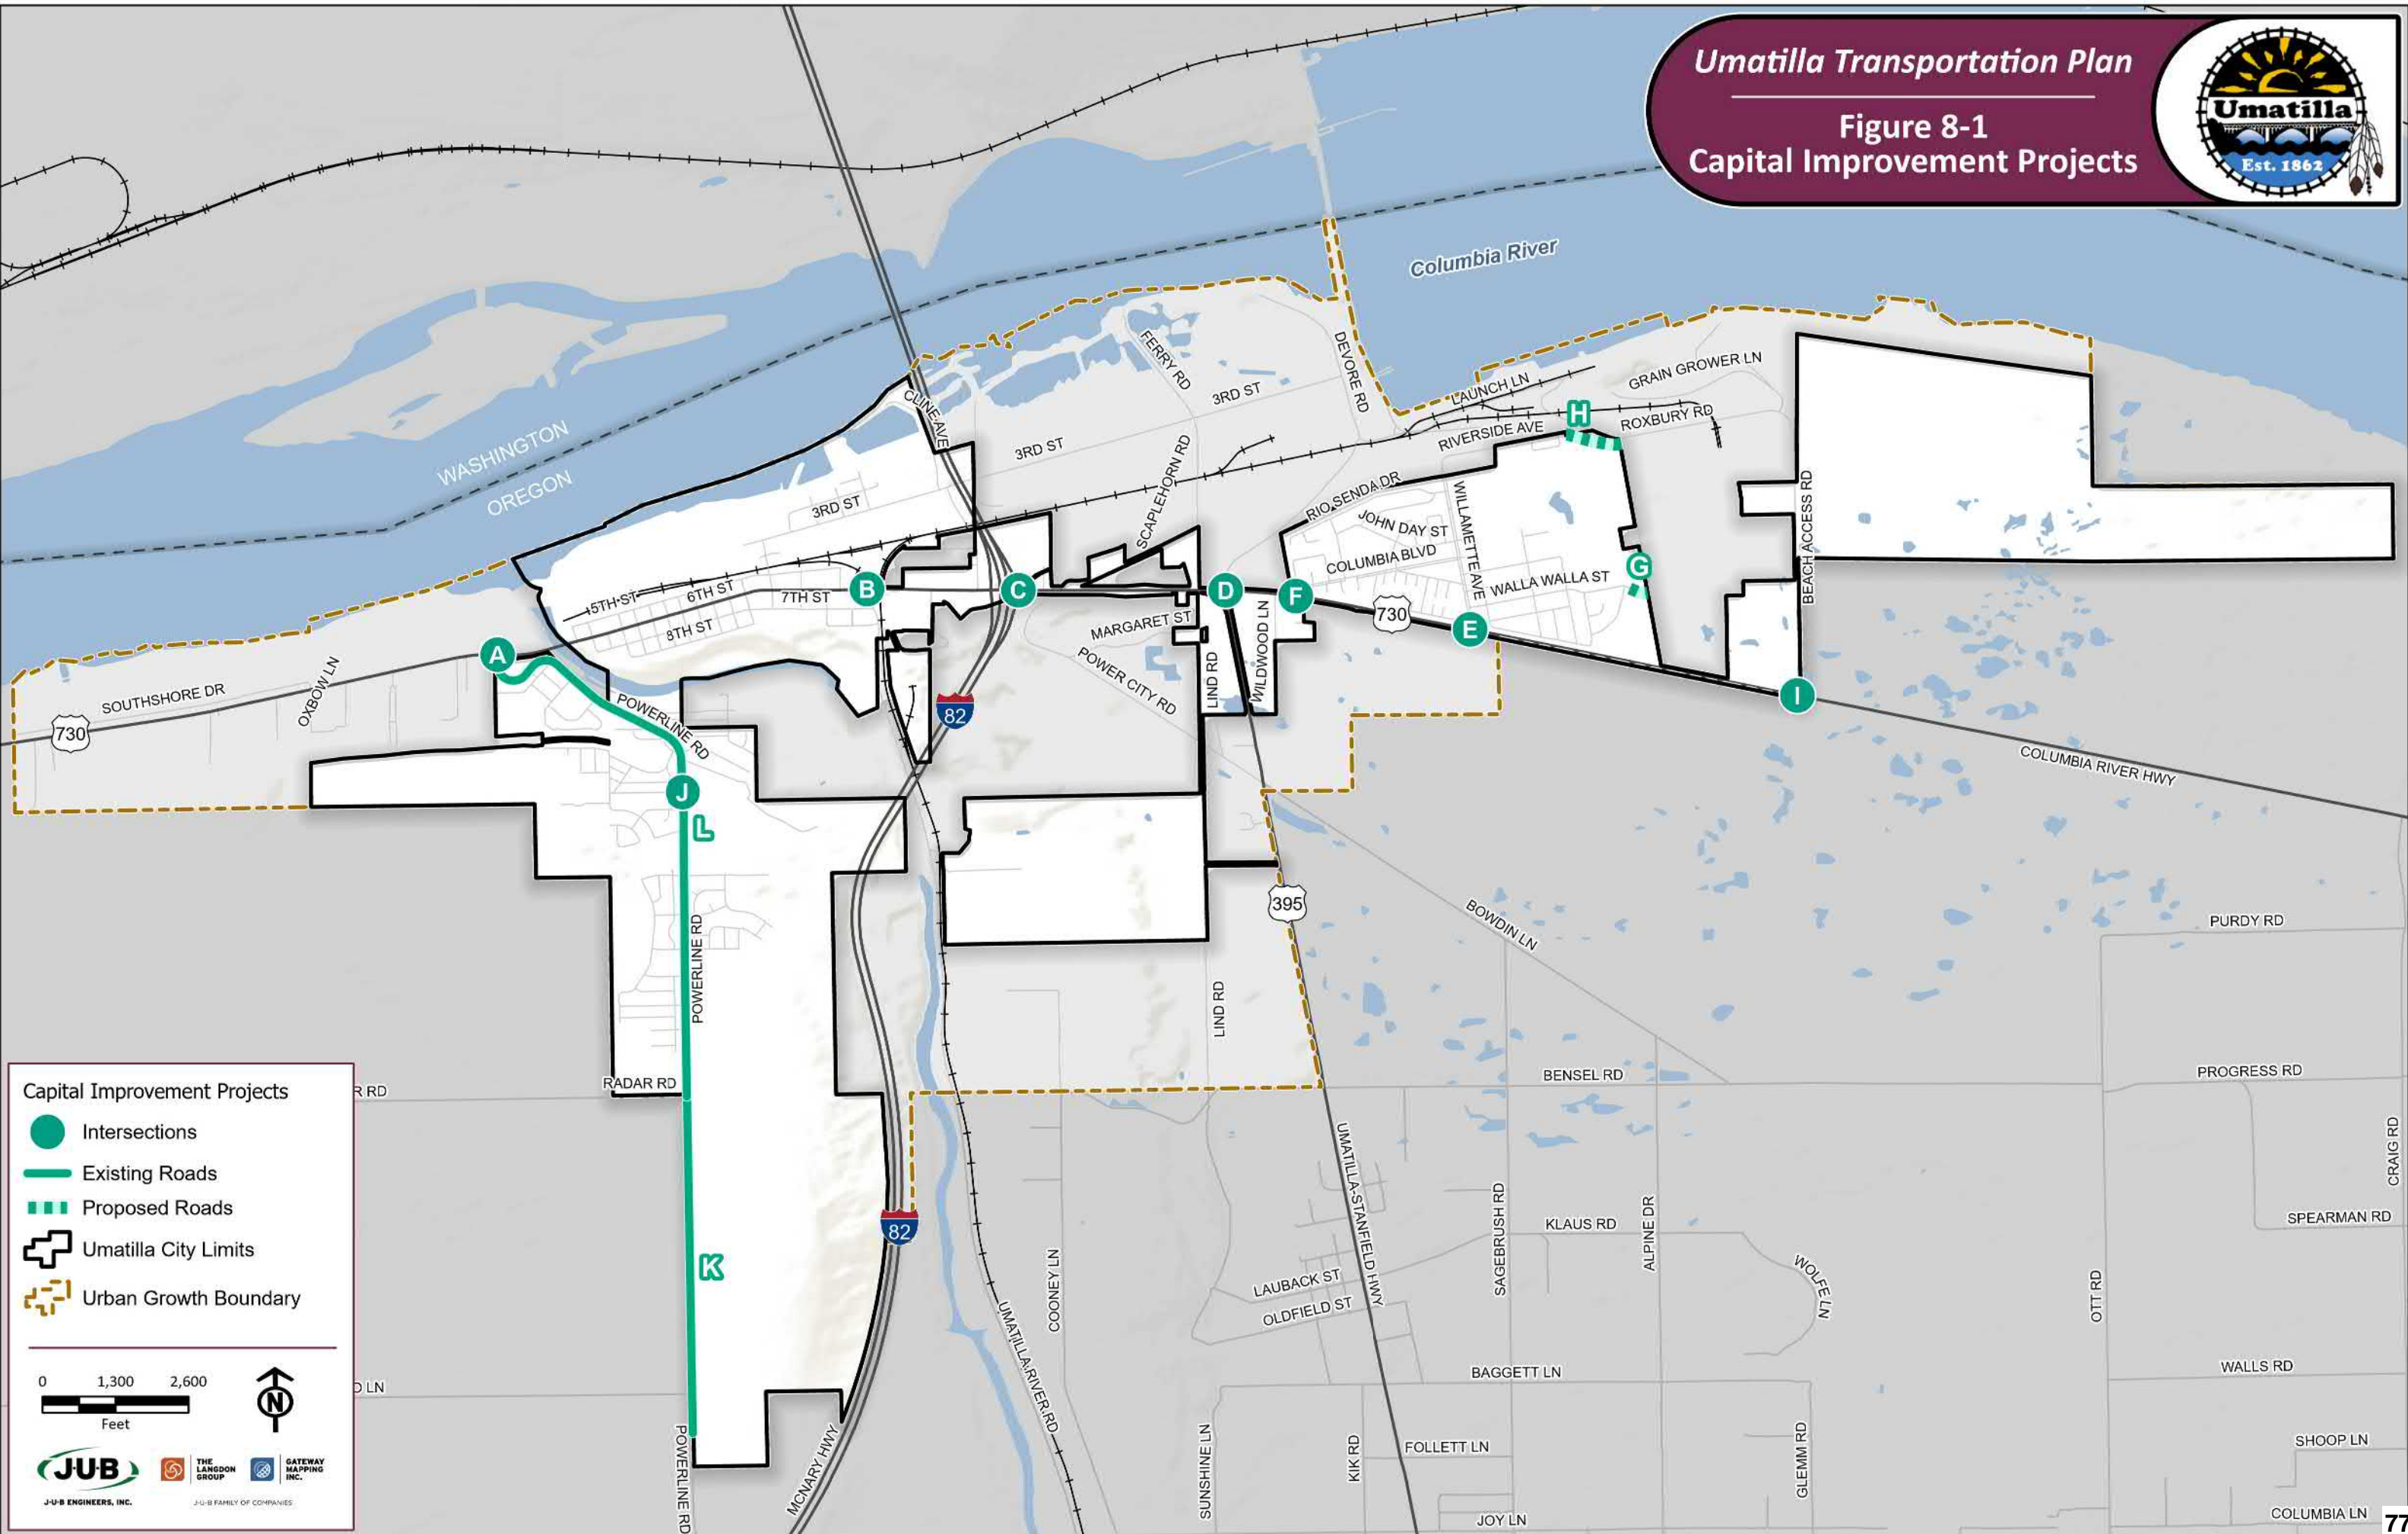 Umatilla Transportation Plan
Figure 8-1
Capital Improvement Projects
Umatilla
Est. 1862
Columbia River
WASHINGTON
OREGON
FERRY RD
DEVORE RD
3RD ST
3RD ST
3RD ST
CLINE AVE
LAUNCH LN
GRAIN GROWER LN
H
ROXBURY RD
RIVERSIDE AVE
SCAPLEHORN RD
RIO SENDA DR
WILLAMETTE AVE
JOHN DAY ST
COLUMBIA BLVD
WALLA WALLA ST
G
BEACH ACCESS RD
5TH ST
6TH ST
7TH ST
8TH ST
B
C
D
F
E
I
A
730
MARGARET ST
POWER CITY RD
LIND RD
WILDWOOD LN
SOUTHSHORE DR
OXBOW LN
730
POWERLINE RD
82
COLUMBIA RIVER HWY
J
L
395
BOWDIN LN
PURDY RD
POWERLINE RD
LIND RD
RADAR RD
R RD
BENSEL RD
PROGRESS RD
CRAIG RD
K
82
UMATILLA-STANFIELD HWY
SAGEBRUSH RD
KLAUS RD
ALPINE DR
SPEARMAN RD
WOLFE LN
OTT RD
COONEY LN
LAUBACK ST
OLDFIELD ST
UMATILLA RIVER RD
D LN
BAGGETT LN
WALLS RD
POWERLINE RD
MCNARY HWY
SUNSHINE LN
KIK RD
FOLLETT LN
GLEMM RD
SHOOP LN
JOY LN
COLUMBIA LN
77
Capital Improvement Projects
Intersections
Existing Roads
Proposed Roads
Umatilla City Limits
Urban Growth Boundary
0 1,300 2,600
Feet
N
J·U·B
J·U·B ENGINEERS, INC.
THE
LANGDON
GROUP
GATEWAY
MAPPING
INC.
J·U·B FAMILY OF COMPANIES